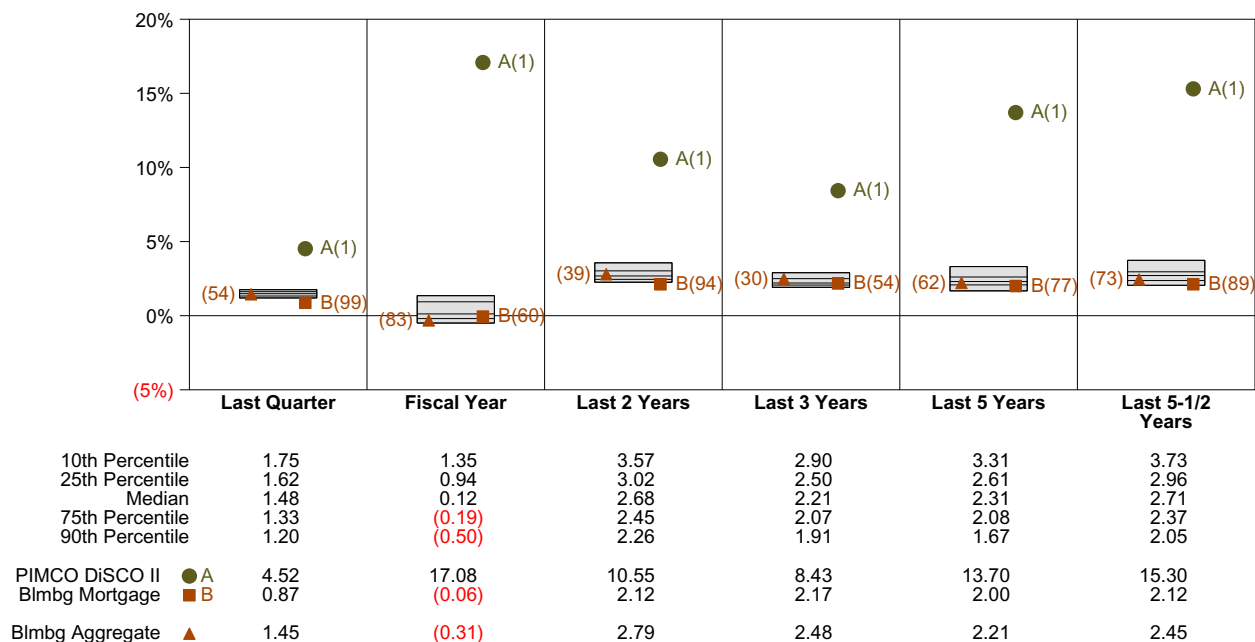 20%
15%
10%
5%
0%
(5%)
A(1)
(54)
B(99)
A(1)
(83)
B(60)
A(1)
(39)
B(94)
A(1)
(30)
B(54)
A(1)
(62)
B(77)
A(1)
(73)
B(89)
Last Quarter Fiscal Year Last 2 Years Last 3 Years Last 5 Years Last 5-1/2
Years
10th Percentile 1.75 1.35 3.57 2.90 3.31 3.73
25th Percentile 1.62 0.94 3.02 2.50 2.61 2.96
Median 1.48 0.12 2.68 2.21 2.31 2.71
75th Percentile 1.33 (0.19) 2.45 2.07 2.08 2.37
90th Percentile 1.20 (0.50) 2.26 1.91 1.67 2.05
PIMCO DiSCO II A 4.52 17.08 10.55 8.43 13.70 15.30
Blmbg Mortgage B 0.87 (0.06) 2.12 2.17 2.00 2.12
Blmbg Aggregate 1.45 (0.31) 2.79 2.48 2.21 2.45